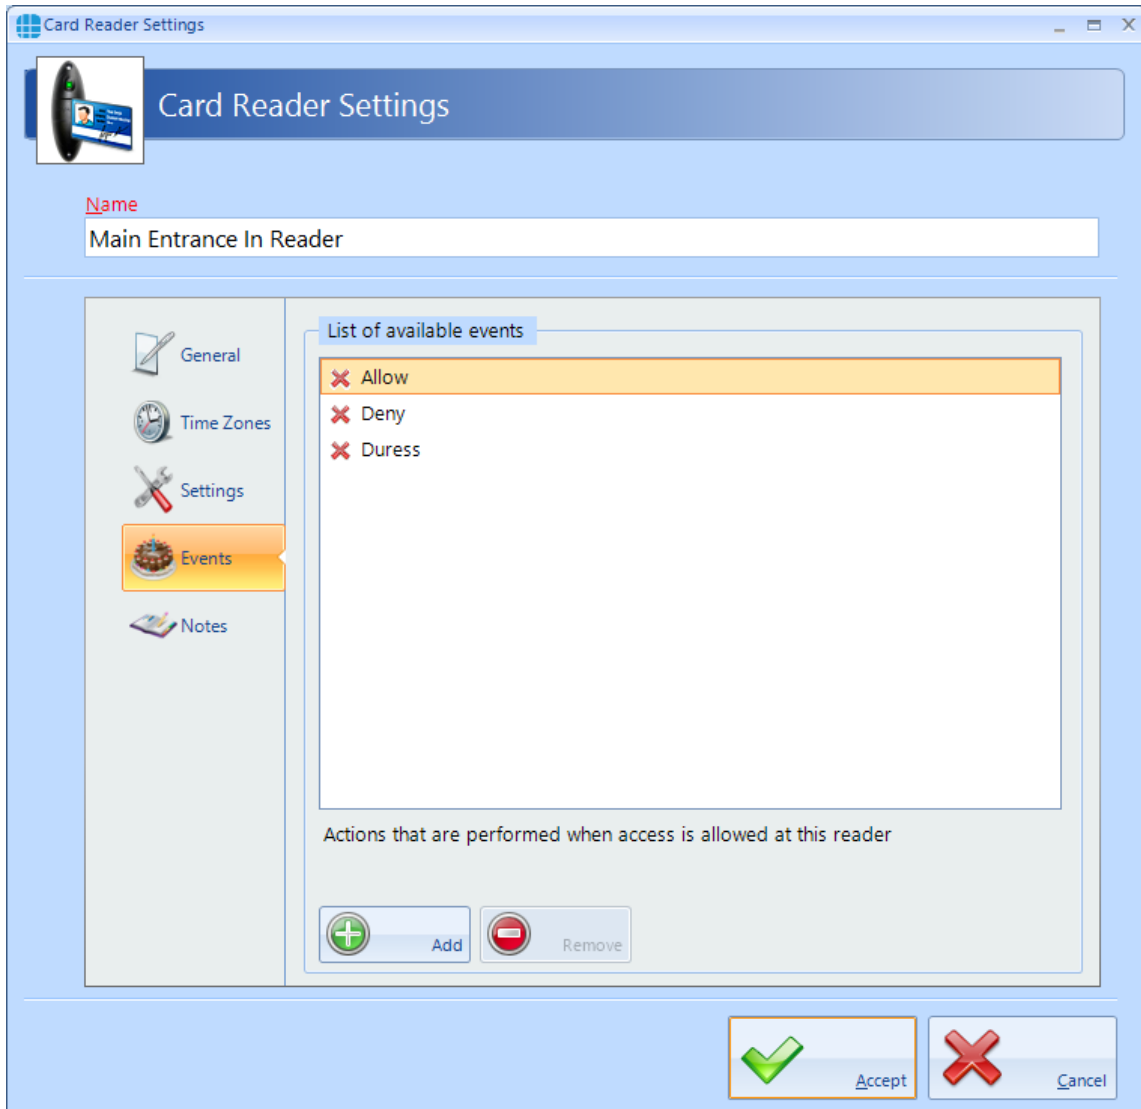 Card Reader Settings
Card Reader Settings
Name
Main Entrance In Reader
General
Time Zones
Settings
Events
Notes
List of available events
Allow
Deny
Duress
Actions that are performed when access is allowed at this reader
Add
Remove
Accept
Cancel